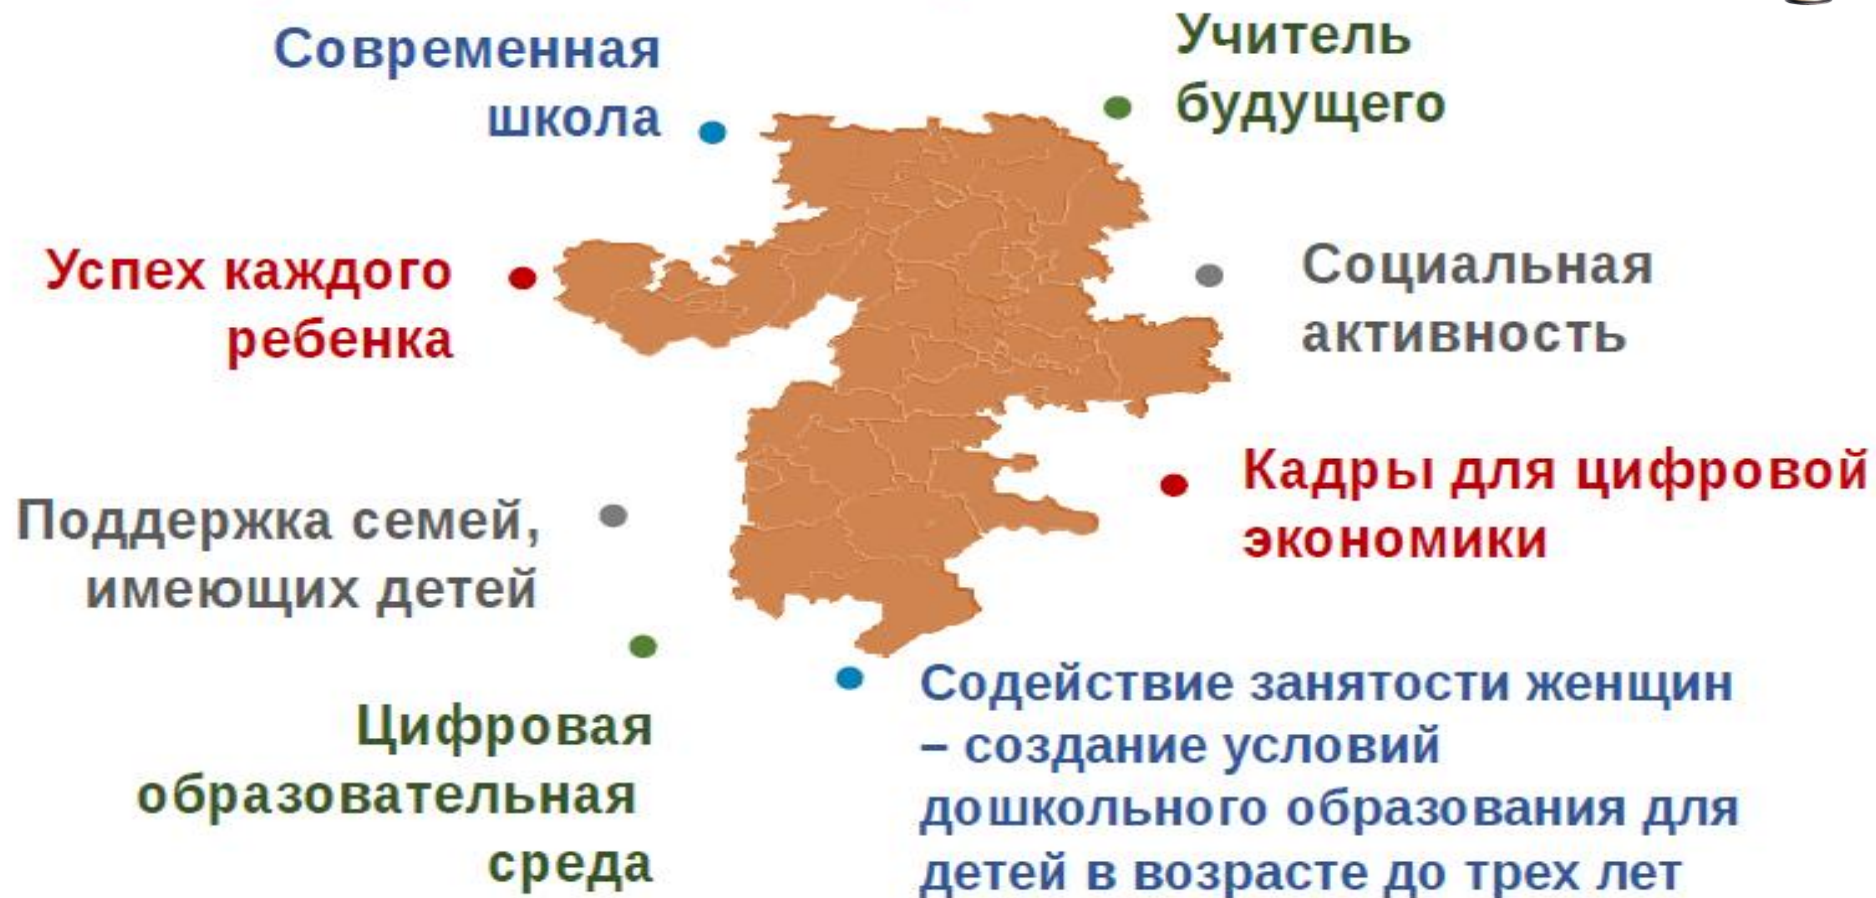 Современная
школа
Учитель
будущего
Успех каждого
ребенка
Социальная
активность
Кадры для цифровой
экономики
Поддержка семей,
имеющих детей
Цифровая
образовательная
среда
Содействие занятости женщин
– создание условий
дошкольного образования для
детей в возрасте до трех лет